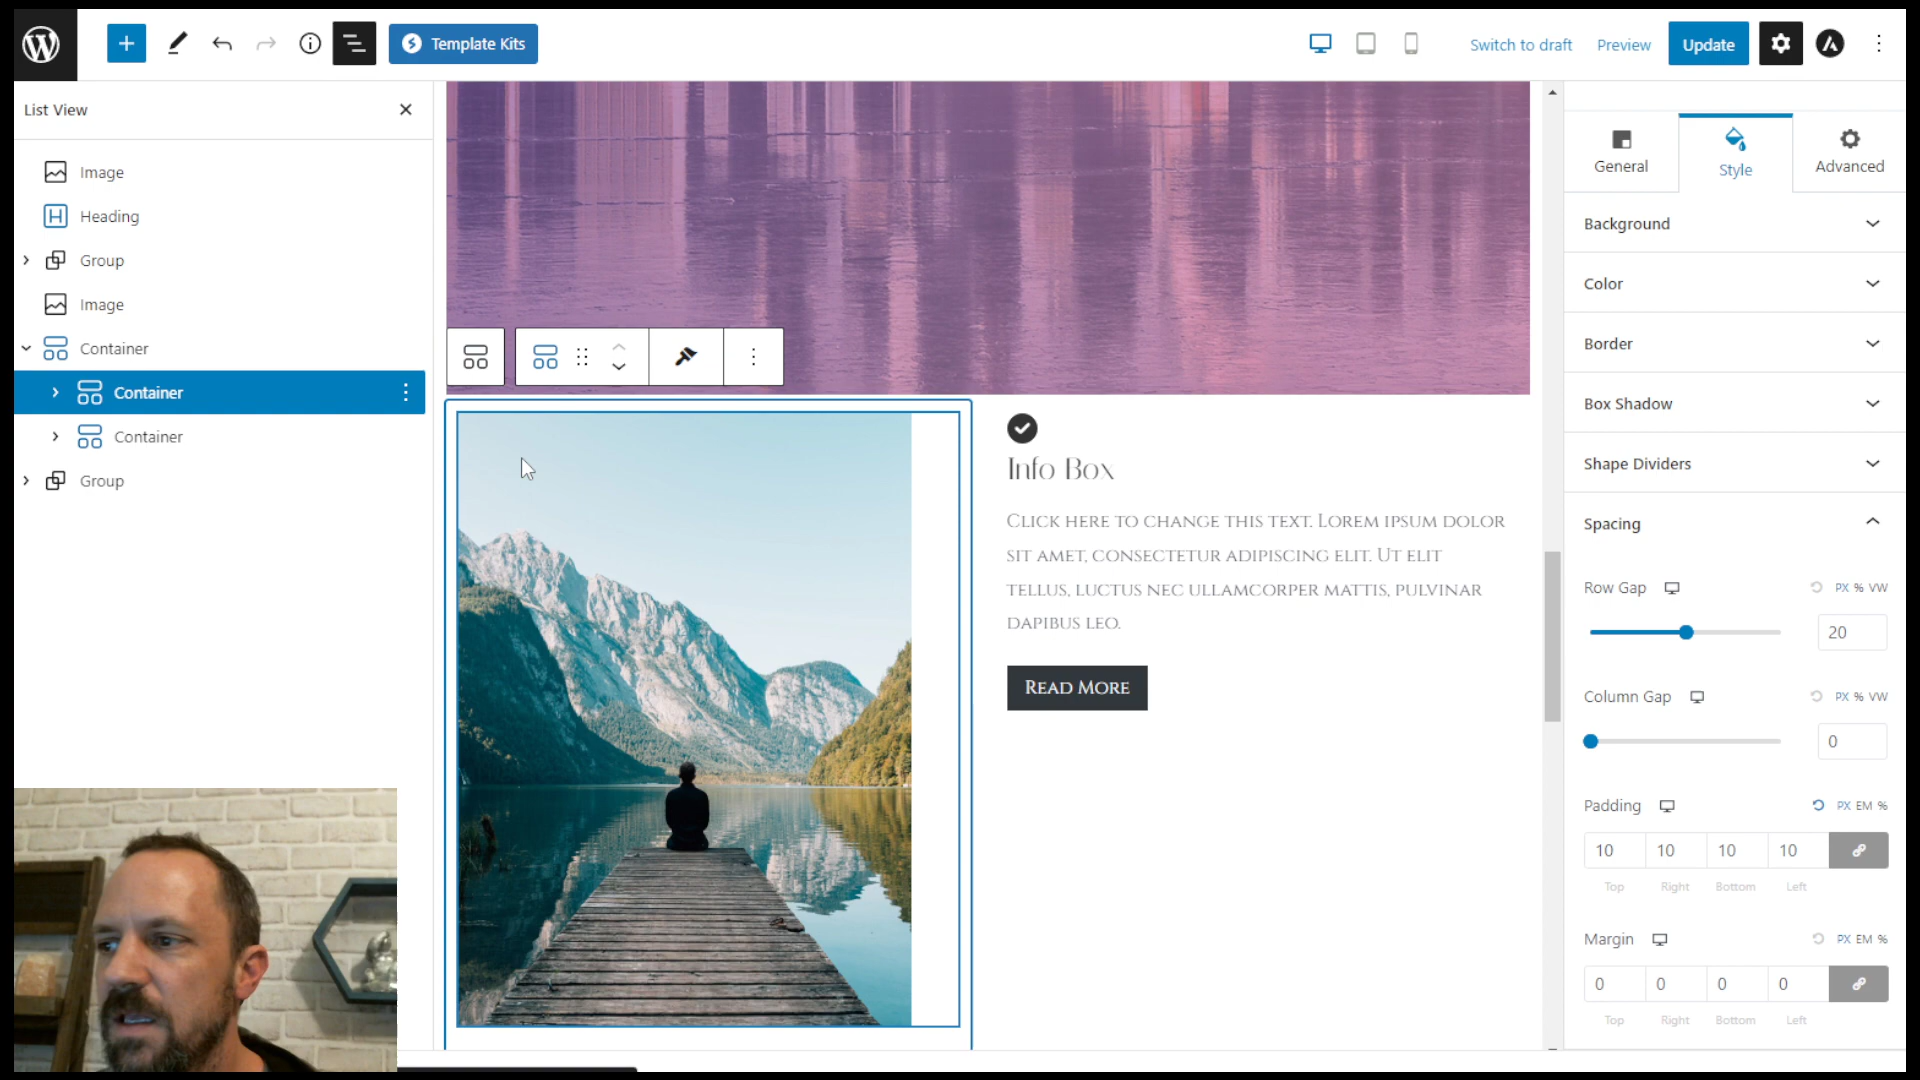 Template Kits
Switch to draft
Preview
Update
List View
Image
Heading
Group
Image
Container
Container
Container
Group
Info Box
Click here to change this text. Lorem ipsum dolor
sit amet, consectetur adipiscing elit. Ut elit
tellus, luctus nec ullamcorper mattis, pulvinar
dapibus leo.
Read More
General
Style
Advanced
Background
Color
Border
Box Shadow
Shape Dividers
Spacing
Row Gap PX % VW
20
Column Gap PX % VW
0
Padding PX EM %
10 10 10 10
Top Right Bottom Left
Margin PX EM %
0 0 0 0
Top Right Bottom Left